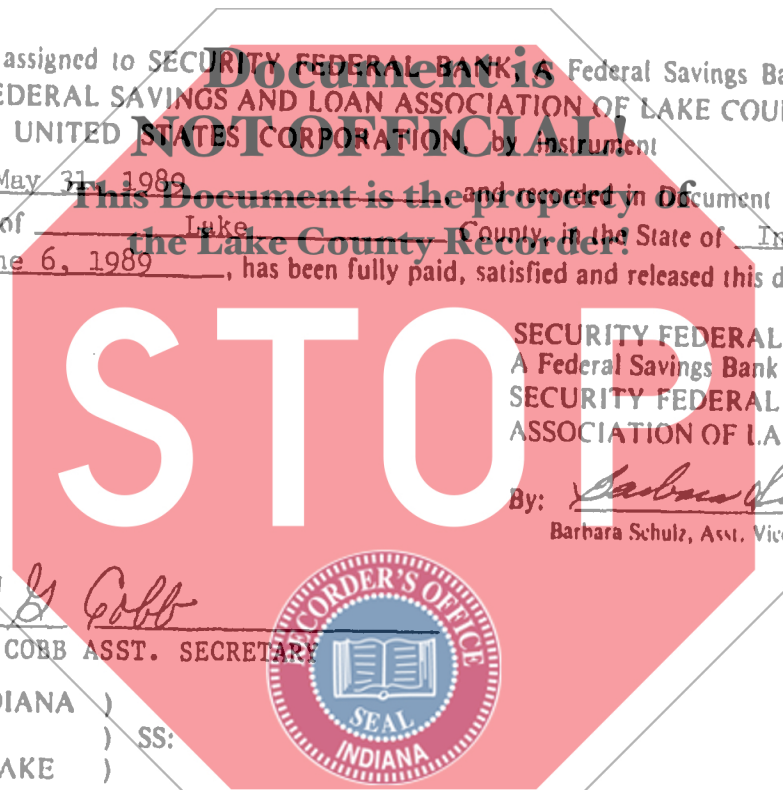 assigned to SECURITY FEDERAL BANK, A Federal Savings Ba
Document is
EDERAL SAVINGS AND LOAN ASSOCIATION OF LAKE COU
UNITED STATES CORPORATION, by instrument
NOT OFFICIAL!
May 31, 1989, and recorded in Document
This Document is the property of
of Lake County, in the State of In
the Lake County Recorder!
ne 6, 1989, has been fully paid, satisfied and released this d
STOP
SECURITY FEDERAL
A Federal Savings Bank
SECURITY FEDERAL
ASSOCIATION OF LA
By: Barbara
Barbara Schulz, Asst. Vice
G Cobb
COBB ASST. SECRETARY
RECORDER'S OFFICE
SEAL
INDIANA
DIANA )
) SS:
AKE )